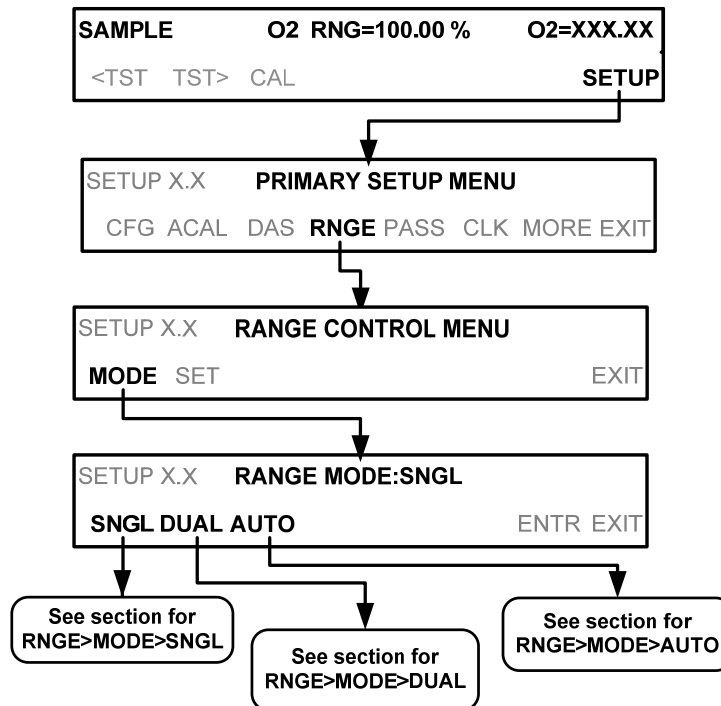 SAMPLE O2 RNG=100.00 % O2=XXX.XX
<TST TST> CAL SETUP
SETUP X.X PRIMARY SETUP MENU
CFG ACAL DAS RNGE PASS CLK MORE EXIT
SETUP X.X RANGE CONTROL MENU
MODE SET EXIT
SETUP X.X RANGE MODE:SNGL
SNGL DUAL AUTO ENTR EXIT
See section for
RNGE>MODE>SNGL
See section for
RNGE>MODE>DUAL
See section for
RNGE>MODE>AUTO